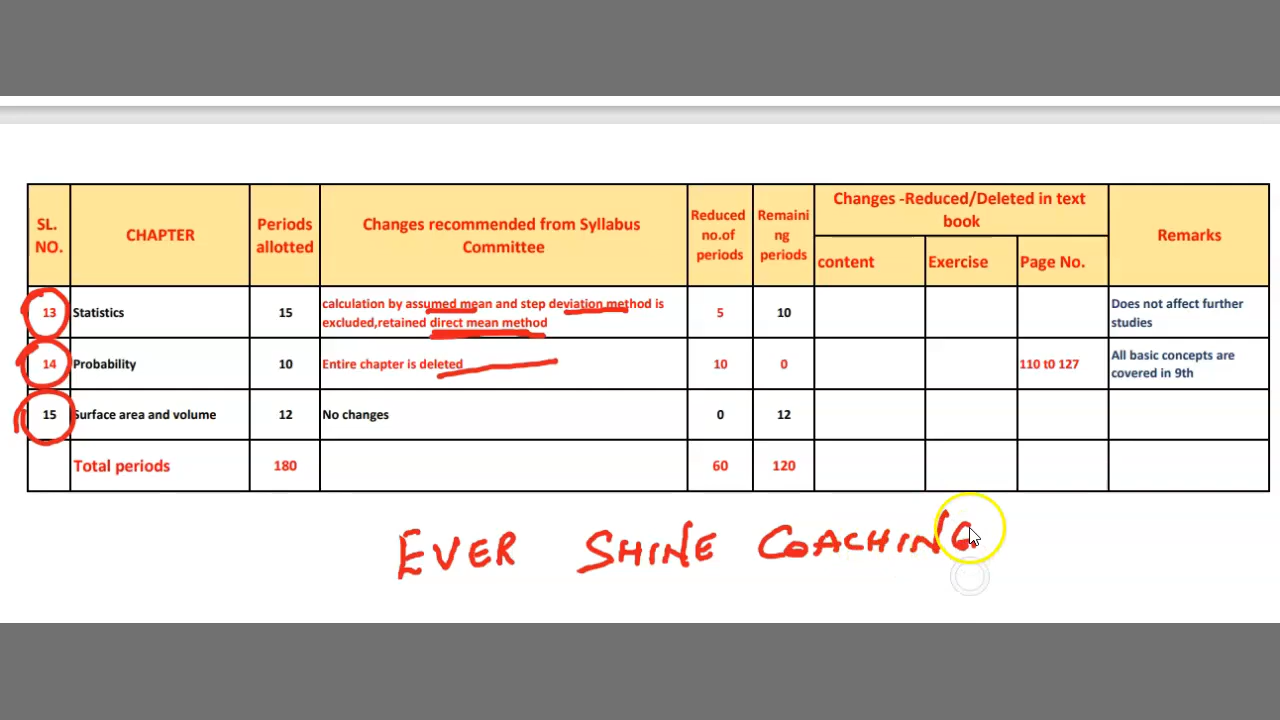 SL. NO. CHAPTER Periods allotted Changes recommended from Syllabus Committee Reduced no.of periods Remaini ng periods Changes -Reduced/Deleted in text book Remarks
content Exercise Page No.
13 Statistics 15 calculation by assumed mean and step deviation method is excluded,retained direct mean method 5 10 Does not affect further studies
14 Probability 10 Entire chapter is deleted 10 0 110 to 127 All basic concepts are covered in 9th
15 Surface area and volume 12 No changes 0 12
Total periods 180 60 120
EVER SHINE COACHING